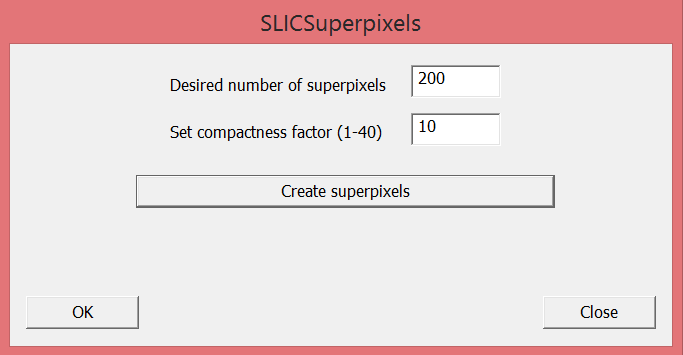 SLICSuperpixels
Desired number of superpixels 200
Set compactness factor (1-40) 10
Create superpixels
OK Close